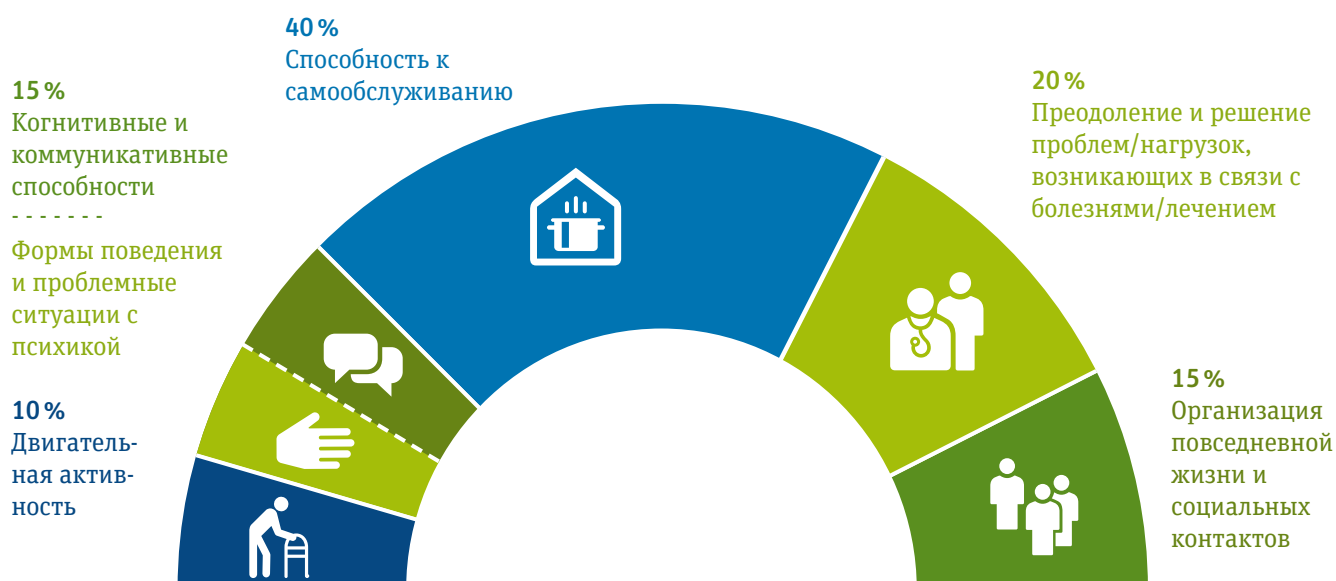 40 %
Способность к
самообслуживанию
15 %
Когнитивные и
коммуникативные
способности
- - - - - - -
Формы поведения
и проблемные
ситуации с
психикой
10 %
Двигатель-
ная актив-
ность
20 %
Преодоление и решение
проблем/нагрузок,
возникающих в связи с
болезнями/лечением
15 %
Организация
повседневной
жизни и
социальных
контактов